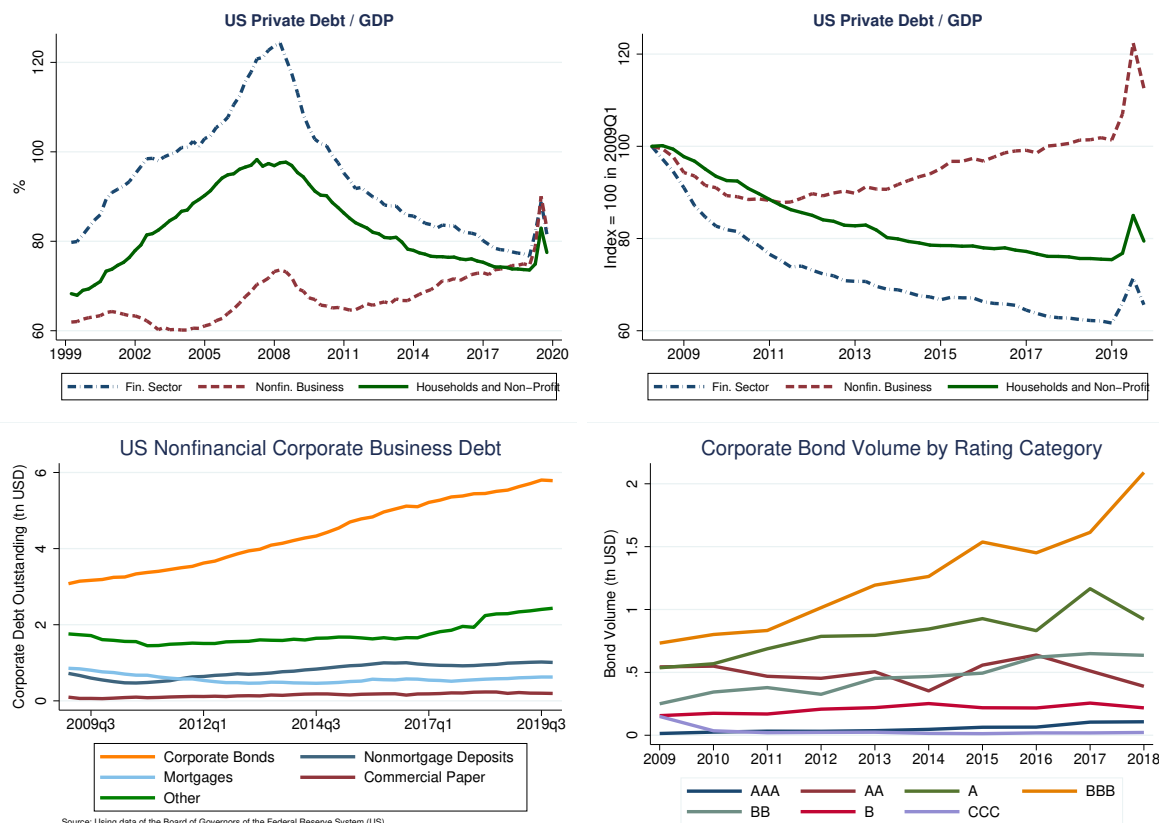 US Private Debt / GDP
%
120
100
80
60
1999 2002 2005 2008 2011 2014 2017 2020
Fin. Sector Nonfin. Business Households and Non−Profit
US Private Debt / GDP
Index = 100 in 2009Q1
120
100
80
60
2009 2011 2013 2015 2017 2019
Fin. Sector Nonfin. Business Households and Non−Profit
US Nonfinancial Corporate Business Debt
Corporate Debt Outstanding (tn USD)
6
4
2
0
2009q3 2012q1 2014q3 2017q1 2019q3
Corporate Bonds Nonmortgage Deposits
Mortgages Commercial Paper
Other
Source: Using data of the Board of Governors of the Federal Reserve System (US)
Corporate Bond Volume by Rating Category
Bond Volume (tn USD)
2
1.5
1
.5
0
2009 2010 2011 2012 2013 2014 2015 2016 2017 2018
AAA AA A BBB
BB B CCC